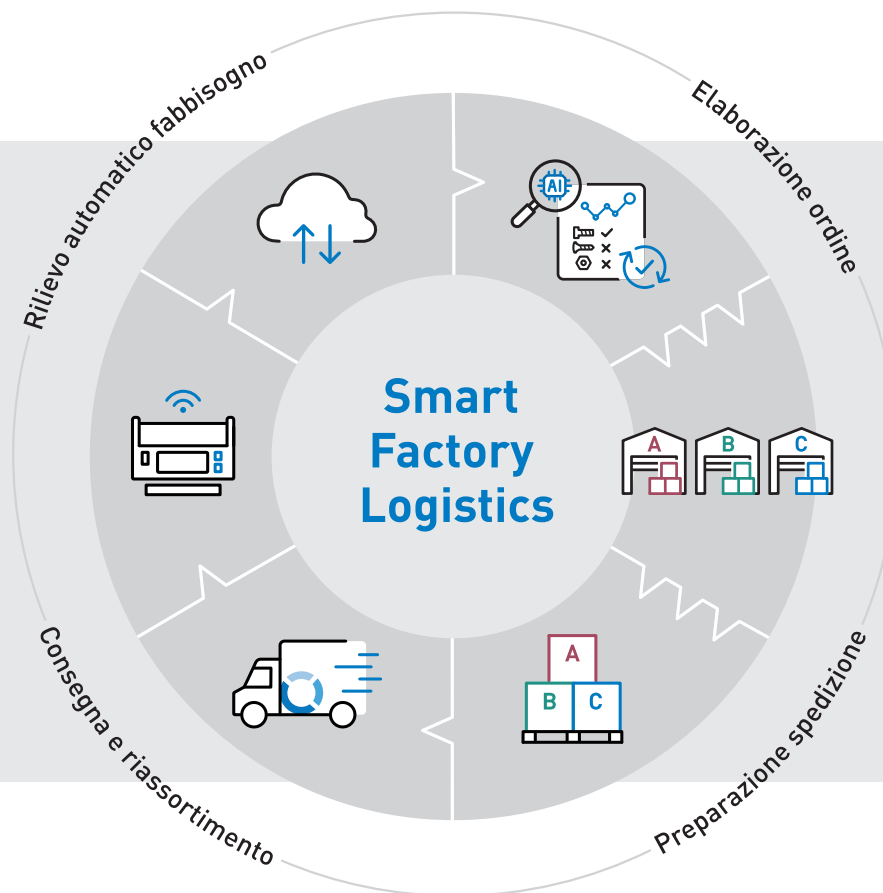 Rilievo automatico fabbisogno
Elaborazione ordine
AI
Smart
Factory
Logistics
A
B
C
A
B
C
Consegna e riassortimento
Preparazione spedizione